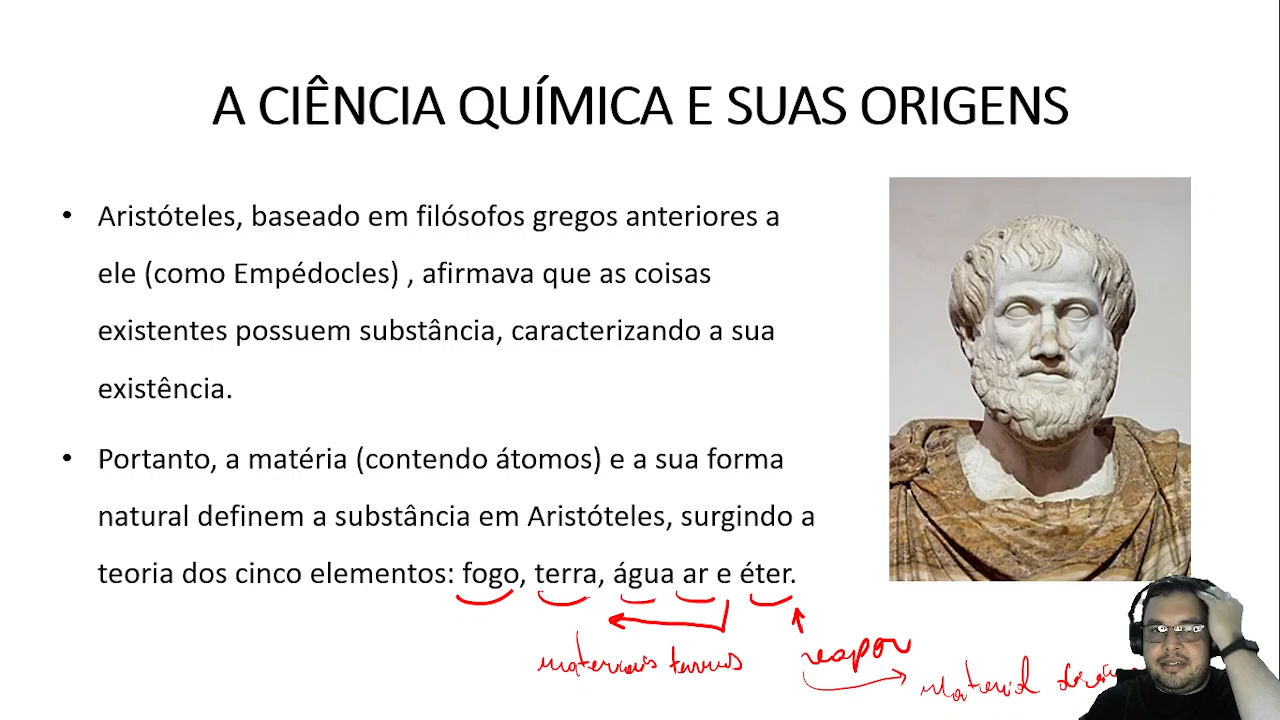 A CIÊNCIA QUÍMICA E SUAS ORIGENS
• Aristóteles, baseado em filósofos gregos anteriores a
ele (como Empédocles) , afirmava que as coisas
existentes possuem substância, caracterizando a sua
existência.
• Portanto, a matéria (contendo átomos) e a sua forma
natural definem a substância em Aristóteles, surgindo a
teoria dos cinco elementos: fogo, terra, água ar e éter.
materiais
material